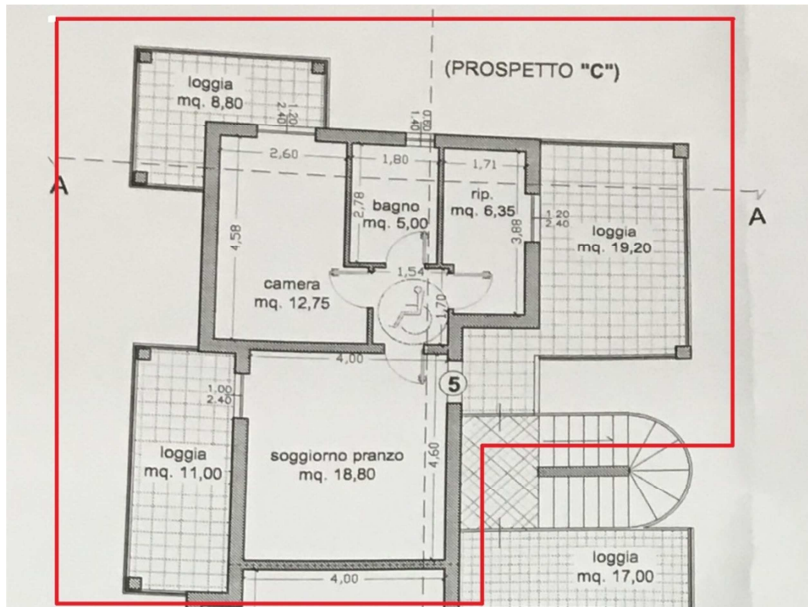 (PROSPETTO "C")
loggia
mq. 8,80
1.20
2.40
0.60
1.40
2,60
1,80
1,71
A
2,78
bagno
mq. 5,00
rip.
mq. 6,35
3,88
1.20
2.40
loggia
mq. 19,20
A
4,58
camera
mq. 12,75
1,54
1,70
4,00
5
1.00
2.40
loggia
mq. 11,00
soggiorno pranzo
mq. 18,80
4,60
loggia
mq. 17,00
4,00